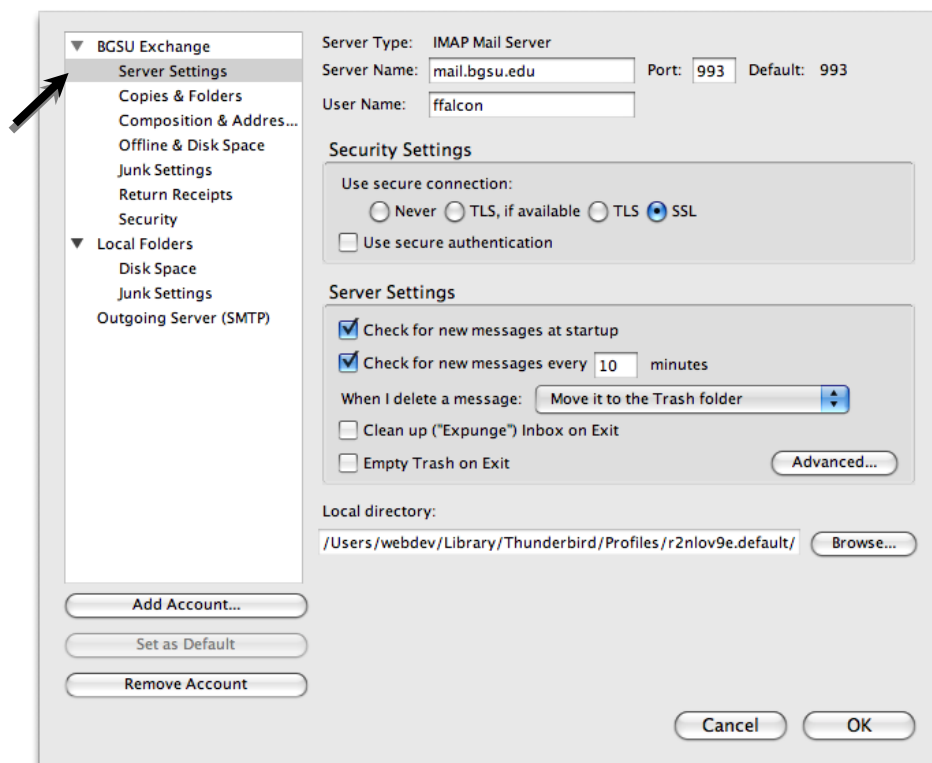 BGSU Exchange
Server Settings
Copies & Folders
Composition & Addres...
Offline & Disk Space
Junk Settings
Return Receipts
Security
Local Folders
Disk Space
Junk Settings
Outgoing Server (SMTP)
Add Account...
Set as Default
Remove Account
Server Type: IMAP Mail Server
Server Name: mail.bgsu.edu Port: 993 Default: 993
User Name: ffalcon
Security Settings
Use secure connection:
Never TLS, if available TLS SSL
Use secure authentication
Server Settings
Check for new messages at startup
Check for new messages every 10 minutes
When I delete a message: Move it to the Trash folder
Clean up ("Expunge") Inbox on Exit
Empty Trash on Exit Advanced...
Local directory:
/Users/webdev/Library/Thunderbird/Profiles/r2nlov9e.default/ Browse...
Cancel OK